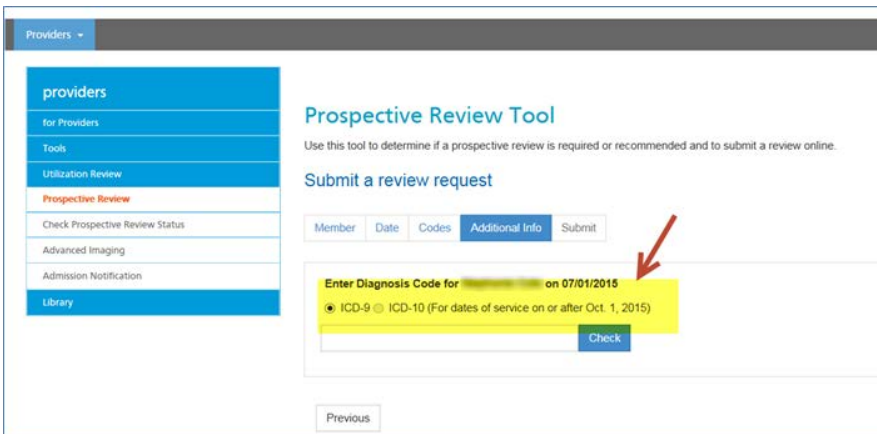 Providers
providers
for Providers
Tools
Utilization Review
Prospective Review
Check Prospective Review Status
Advanced Imaging
Admission Notification
Library
Prospective Review Tool
Use this tool to determine if a prospective review is required or recommended and to submit a review online.
Submit a review request
Member Date Codes Additional Info Submit
Enter Diagnosis Code for on 07/01/2015
ICD-9 ICD-10 (For dates of service on or after Oct. 1, 2015)
Check
Previous